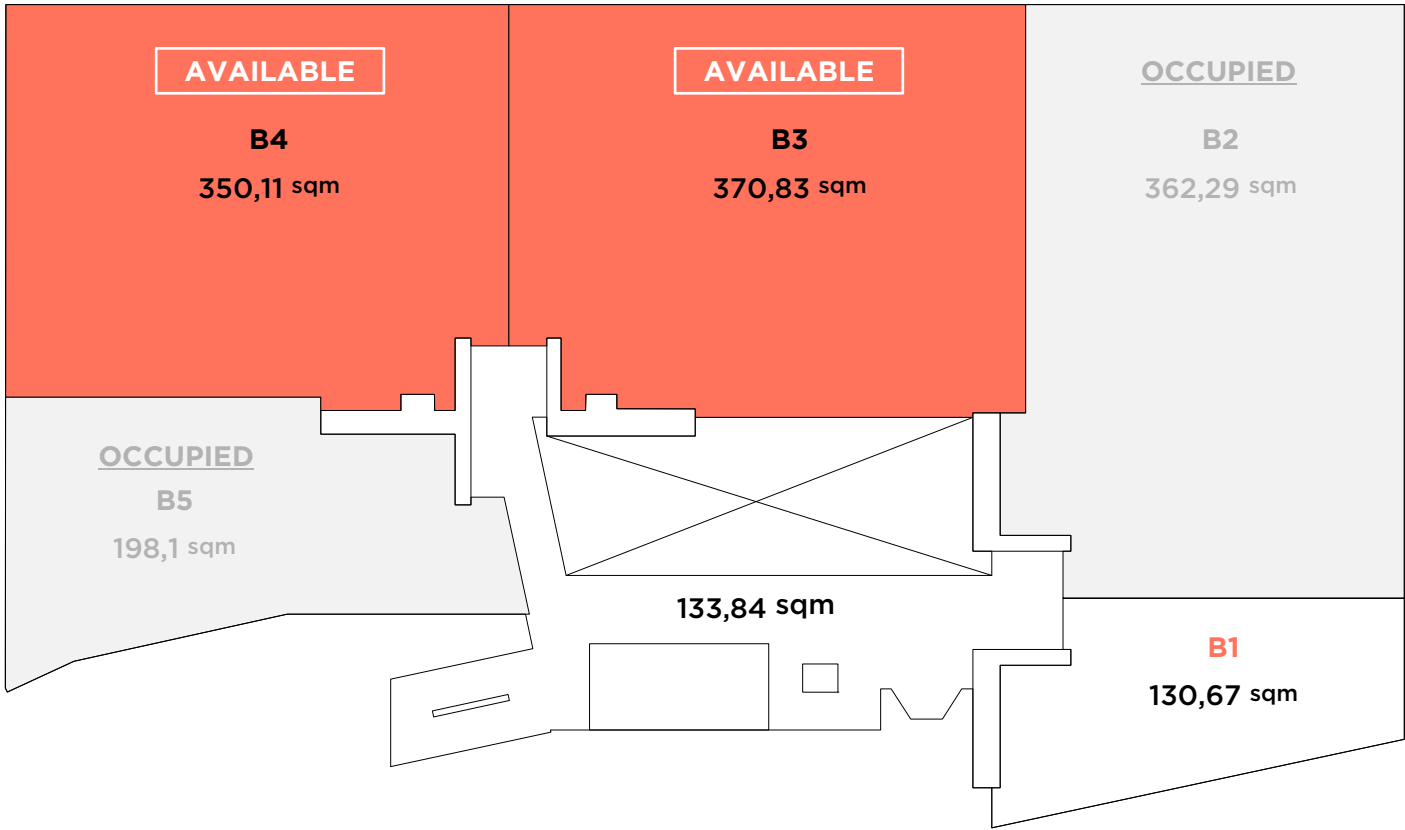 AVAILABLE
B4
350,11 sqm
AVAILABLE
B3
370,83 sqm
OCCUPIED
B2
362,29 sqm
OCCUPIED
B5
198,1 sqm
133,84 sqm
B1
130,67 sqm